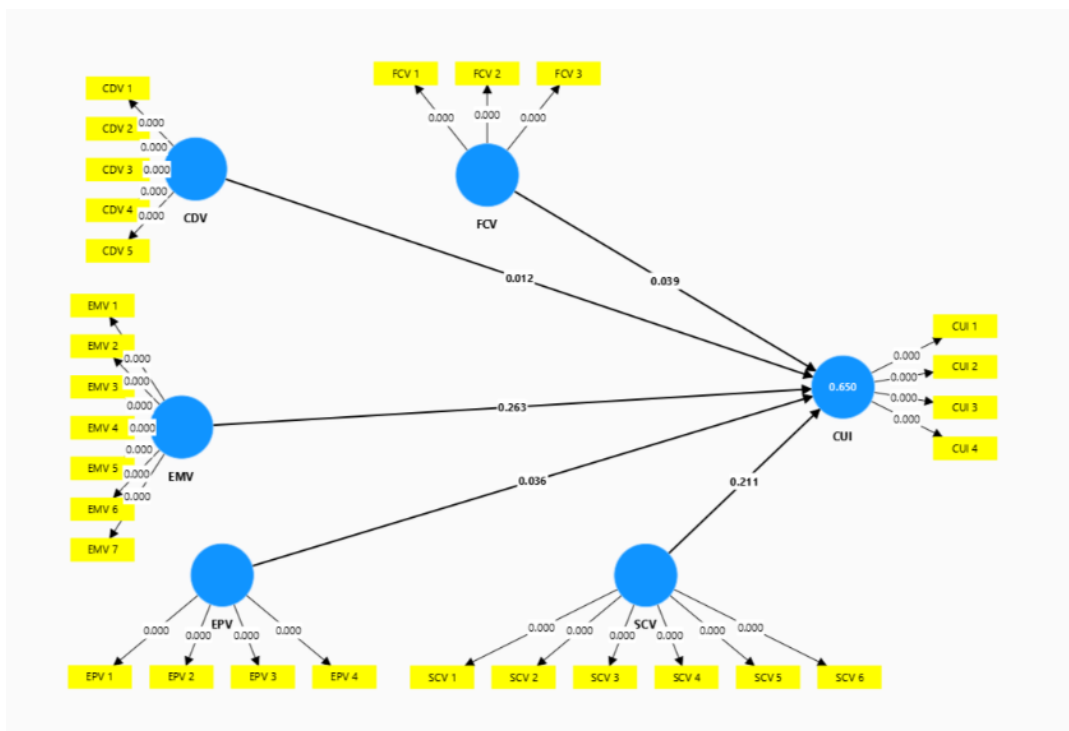 FCV 1 FCV 2 FCV 3
0.000 0.000 0.000
FCV
CDV 1
CDV 2
CDV 3
CDV 4
CDV 5
0.000
0.000
0.000
0.000
0.000
CDV
0.012
0.039
EMV 1
EMV 2
EMV 3
EMV 4
EMV 5
EMV 6
EMV 7
0.000
0.000
0.000
0.000
0.000
0.000
0.000
EMV
0.263
0.036
0.211
0.650
CUI
0.000
0.000
0.000
0.000
CUI 1
CUI 2
CUI 3
CUI 4
EPV
0.000 0.000 0.000 0.000
EPV 1 EPV 2 EPV 3 EPV 4
SCV
0.000 0.000 0.000 0.000 0.000 0.000
SCV 1 SCV 2 SCV 3 SCV 4 SCV 5 SCV 6